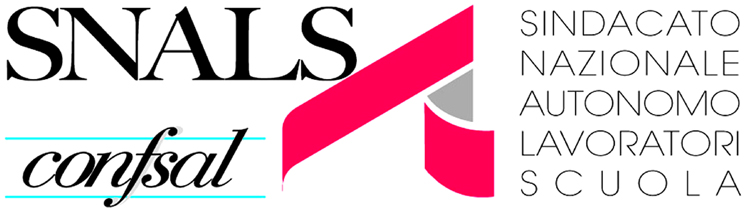 SNALS
confsal
SINDACATO
NAZIONALE
AUTONOMO
LAVORATORI
SCUOLA